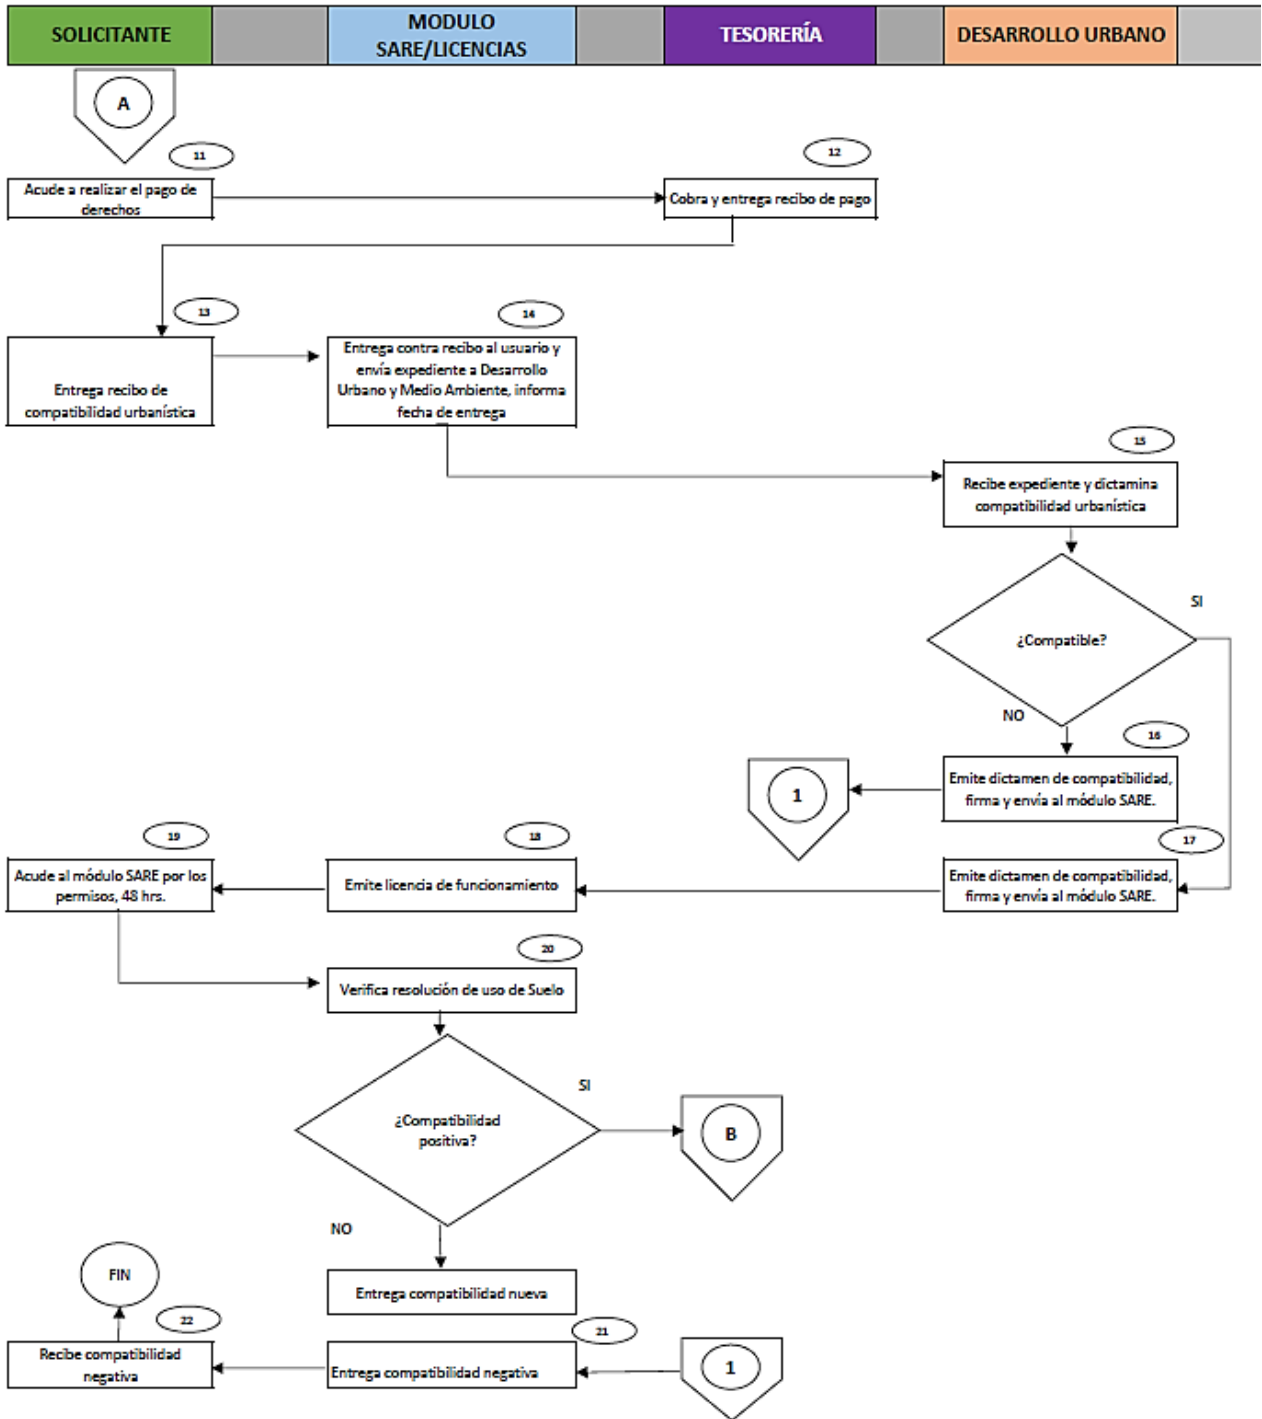 SOLICITANTE
MODULO
SARE/LICENCIAS
TESORERÍA
DESARROLLO URBANO
A
11
12
Acude a realizar el pago de
derechos
Cobra y entrega recibo de pago
13
14
Entrega recibo de
compatibilidad urbanística
Entrega contra recibo al usuario y
envía expediente a Desarrollo
Urbano y Medio Ambiente, informa
fecha de entrega
15
Recibe expediente y dictamina
compatibilidad urbanística
SI
¿Compatible?
NO
16
1
Emite dictamen de compatibilidad,
firma y envía al módulo SARE.
19
18
17
Acude al módulo SARE por los
permisos, 48 hrs.
Emite licencia de funcionamiento
Emite dictamen de compatibilidad,
firma y envía al módulo SARE.
20
Verifica resolución de uso de Suelo
SI
¿Compatibilidad
positiva?
B
NO
FIN
Entrega compatibilidad nueva
22
21
Recibe compatibilidad
negativa
Entrega compatibilidad negativa
1